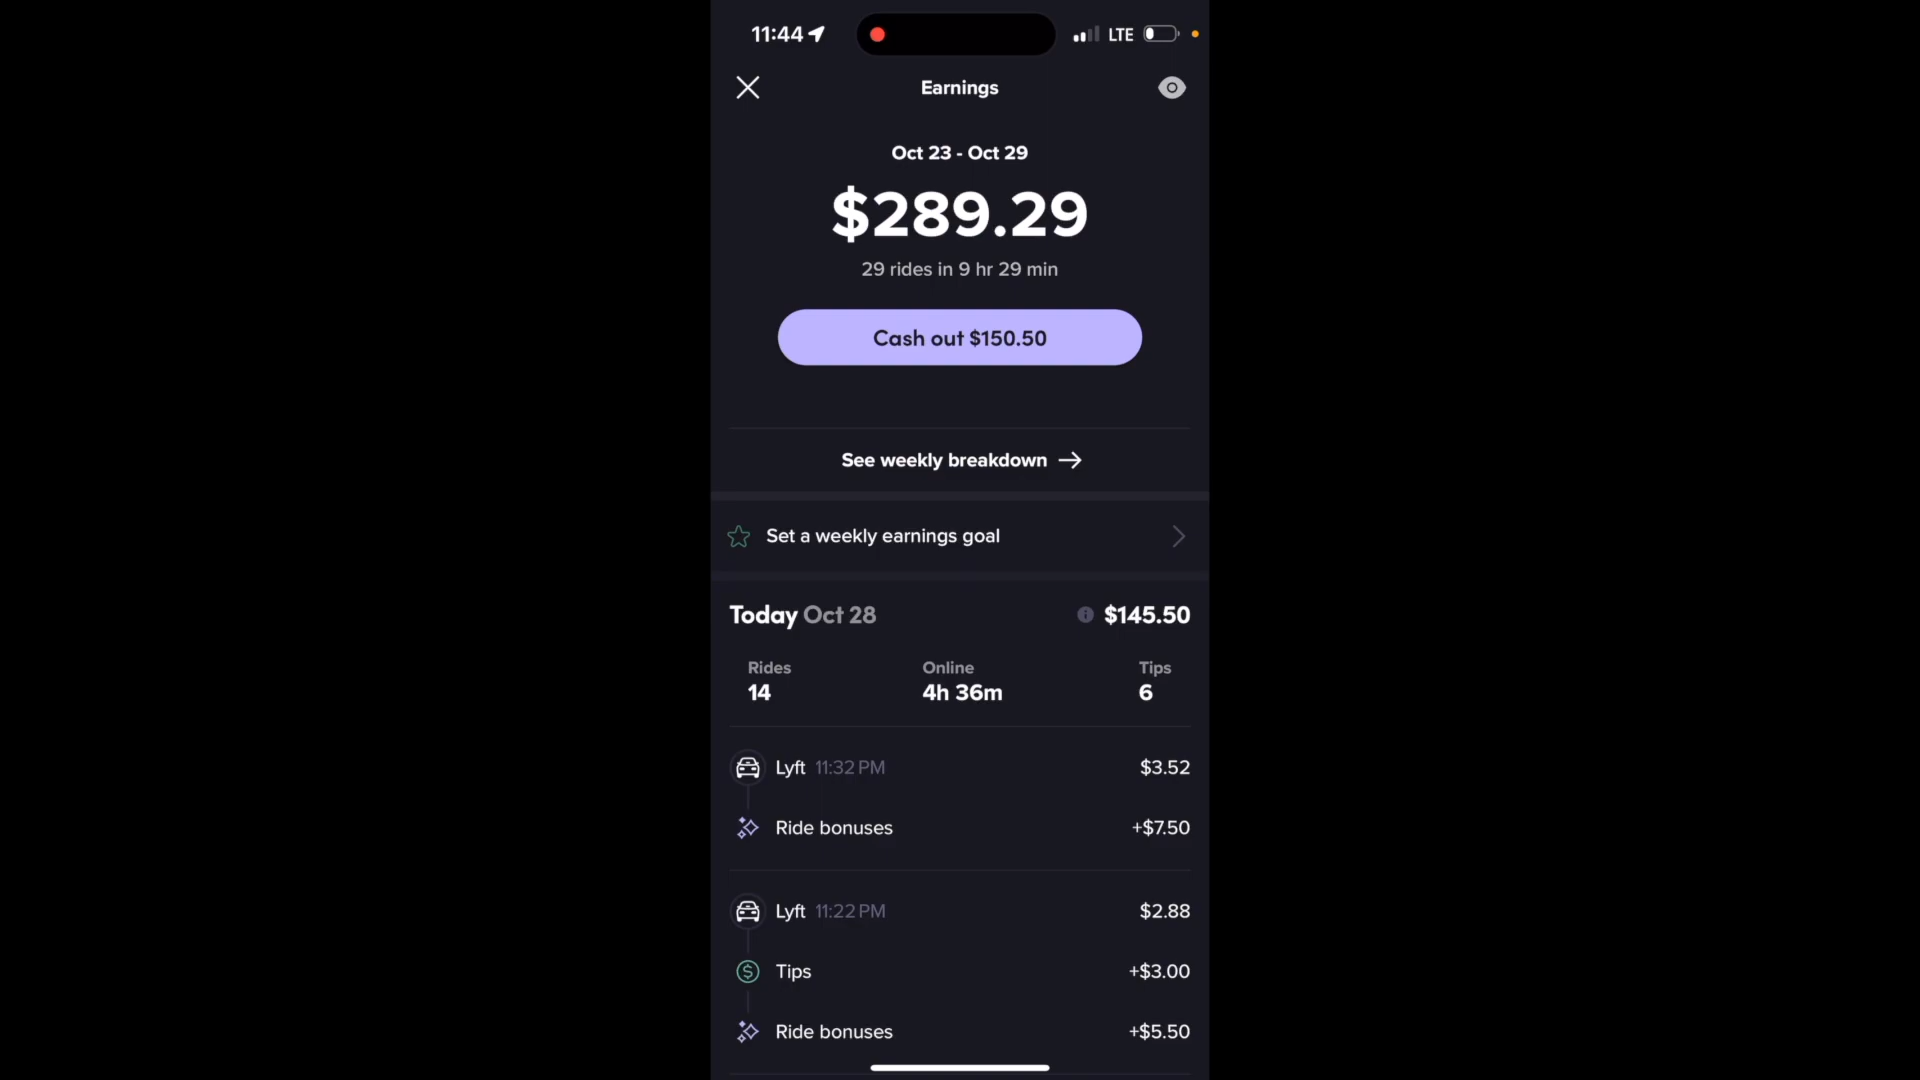 11:44
LTE
Earnings
Oct 23 - Oct 29
$289.29
29 rides in 9 hr 29 min
Cash out $150.50
See weekly breakdown
Set a weekly earnings goal
Today Oct 28 $145.50
Rides Online Tips
14 4h 36m 6
Lyft 11:32 PM $3.52
Ride bonuses +$7.50
Lyft 11:22 PM $2.88
Tips +$3.00
Ride bonuses +$5.50